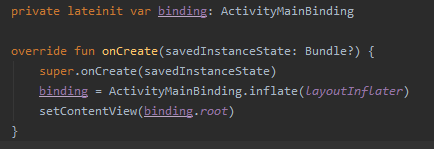 private lateinit var binding: ActivityMainBinding
override fun onCreate(savedInstanceState: Bundle?) {
super.onCreate(savedInstanceState)
binding = ActivityMainBinding.inflate(layoutInflater)
setContentView(binding.root)
}